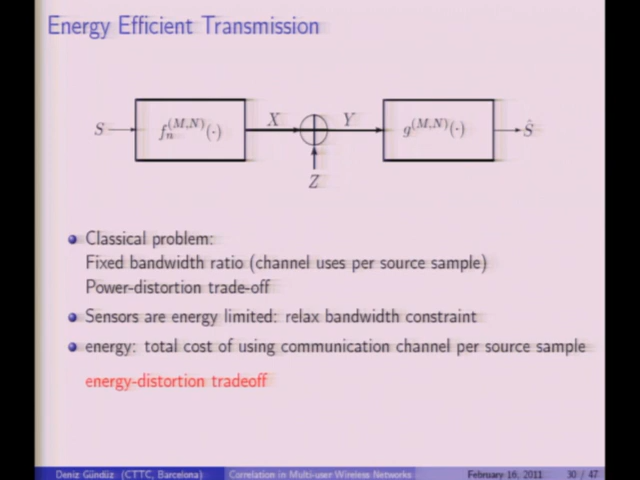 Energy Efficient Transmission
S
f_n^{(M,N)}(·)
X
Y
g^{(M,N)}(·)
Ŝ
Z
Classical problem:
Fixed bandwidth ratio (channel uses per source sample)
Power-distortion trade-off
Sensors are energy limited: relax bandwidth constraint
energy: total cost of using communication channel per source sample
energy-distortion tradeoff
Deniz Gündüz (CTTC, Barcelona) Correlation in Multi-user Wireless Networks February 16, 2011 30 / 47